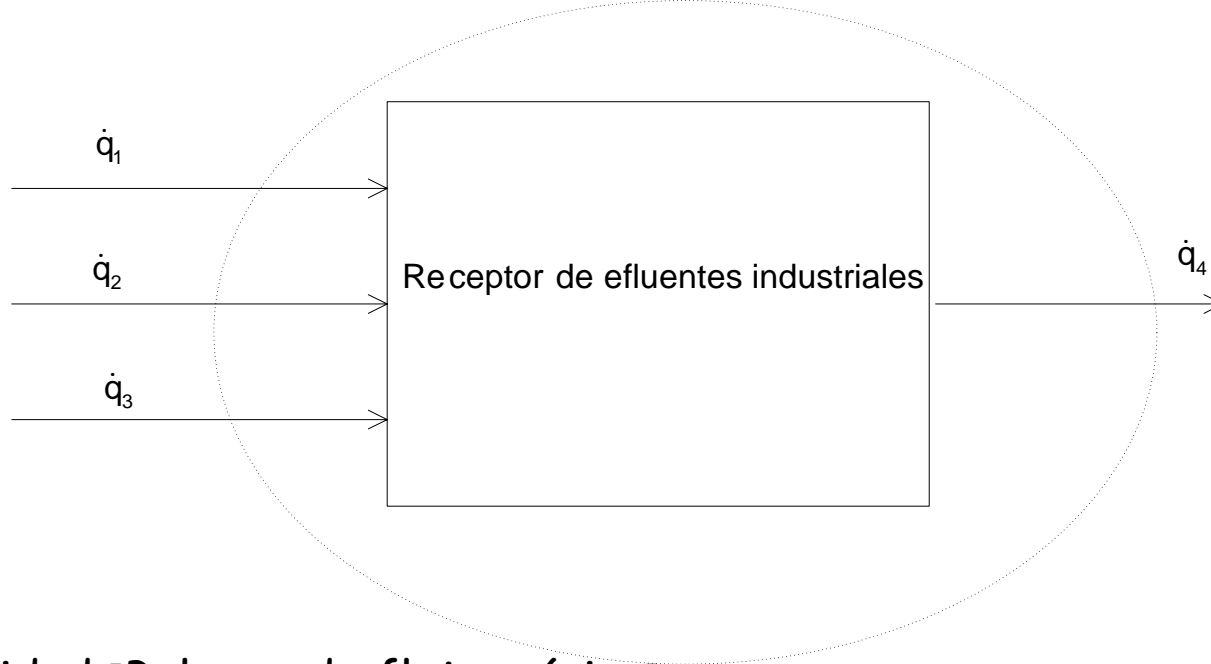 q̇₁
q̇₂
Receptor de efluentes industriales
q̇₄
q̇₃